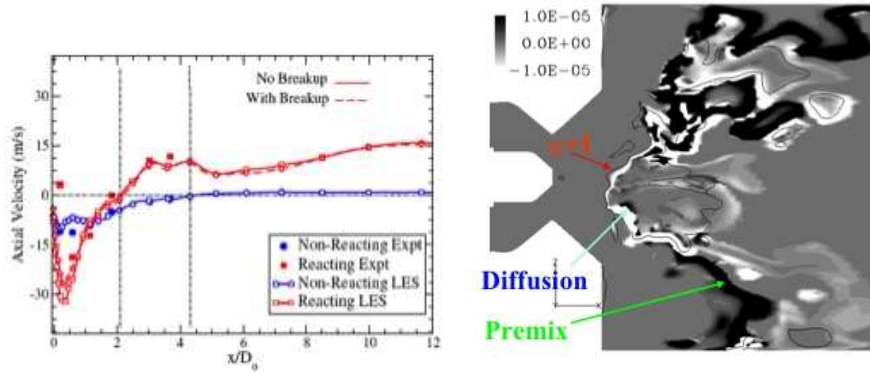 No Breakup
With Breakup
Axial Velocity (m/s)
30
15
0
-15
-30
Non-Reacting Expt
Reacting Expt
Non-Reacting LES
Reacting LES
0 2 4 6 8 10 12
x/D₀
1.0E-05
0.0E+00
-1.0E-05
Diffusion
Premix